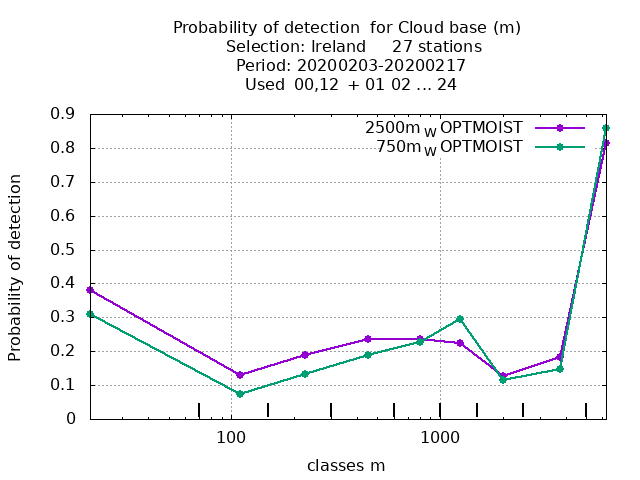 Probability of detection  for Cloud base (m)
Selection: Ireland     27 stations
Period: 20200203-20200217
Used  00,12  + 01 02 ... 24
2500m W OPTMOIST
750m W OPTMOIST
Probability of detection
0.9
0.8
0.7
0.6
0.5
0.4
0.3
0.2
0.1
0
100
1000
classes m